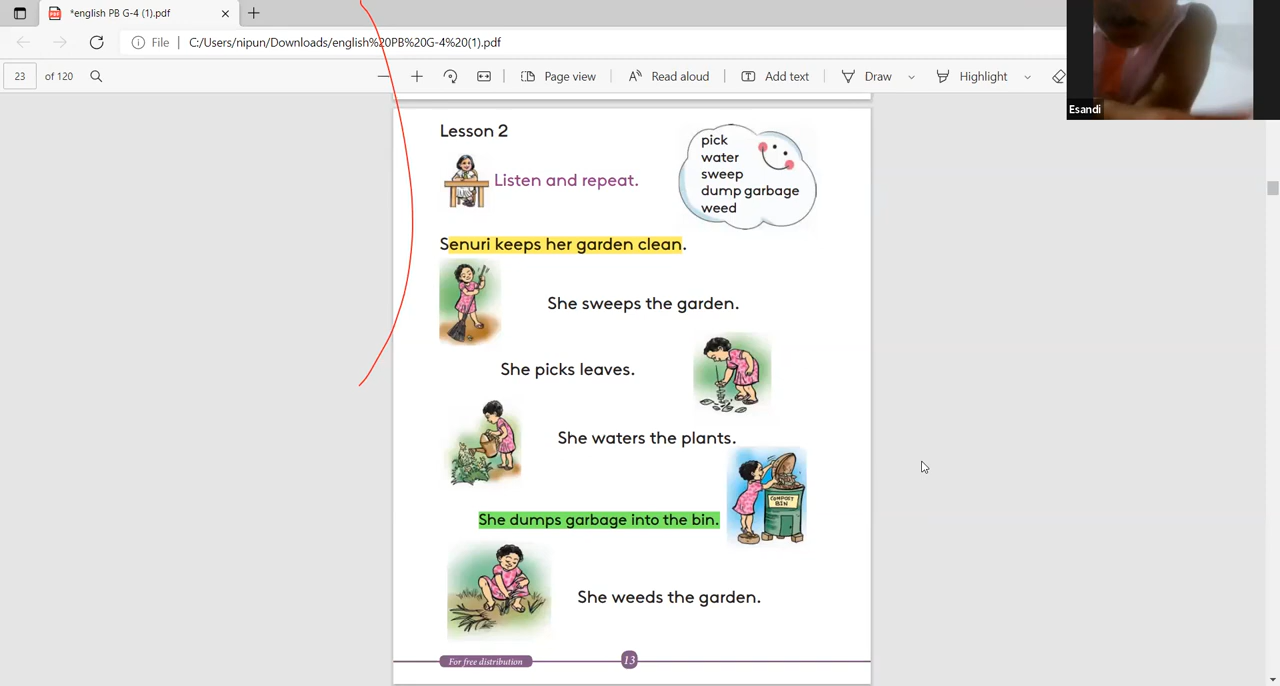 *english PB G-4 (1).pdf
File | C:/Users/nipun/Downloads/english%20PB%20G-4%20(1).pdf
23 of 120 Page view Read aloud Add text Draw Highlight
Esandi
Lesson 2
Listen and repeat.
pick
water
sweep
dump garbage
weed
Senuri keeps her garden clean.
She sweeps the garden.
She picks leaves.
She waters the plants.
COMPOST
BIN
She dumps garbage into the bin.
She weeds the garden.
For free distribution
13